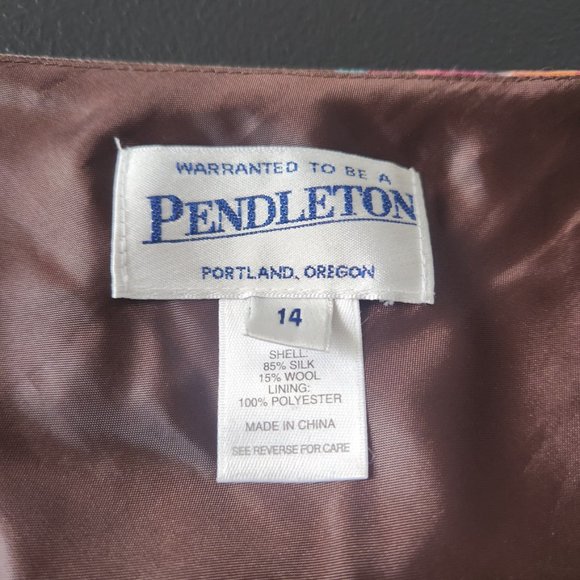 WARRANTED TO BE A
PENDLETON
PORTLAND, OREGON
14
SHELL:
85% SILK
15% WOOL
LINING:
100% POLYESTER
MADE IN CHINA
SEE REVERSE FOR CARE